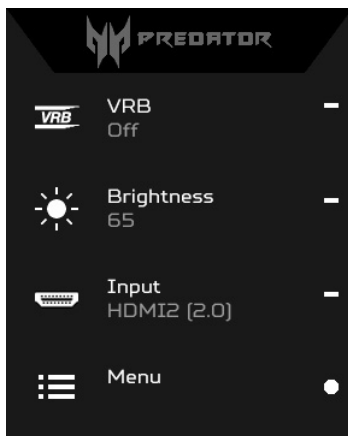 PREDATOR
VRB
VRB
Off
Brightness
65
Input
HDMI2 (2.0)
Menu